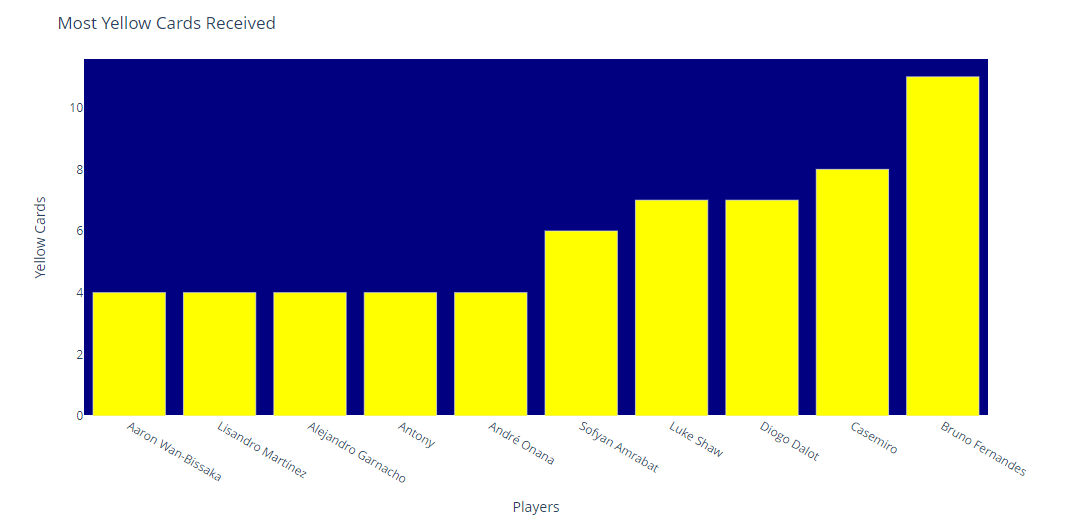 Most Yellow Cards Received
Yellow Cards
10
8
6
4
2
0
Aaron Wan-Bissaka
Lisandro Martínez
Alejandro Garnacho
Antony
André Onana
Sofyan Amrabat
Luke Shaw
Diogo Dalot
Casemiro
Bruno Fernandes
Players